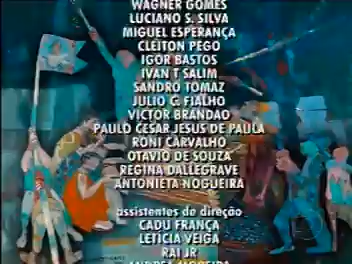 WAGNER GOMES
LUCIANO S. SILVA
MIGUEL ESPERANÇA
CLEITON PEGO
IGOR BASTOS
IVAN T SALIM
SANDRO TOMAZ
JULIO G. FIALHO
VICTOR BRANDÃO
PAULO CESAR JESUS DE PAULA
RONI CARVALHO
OTAVIO DE SOUZA
REGINA DALLEGRAVE
ANTONIETA NOGUEIRA
assistentes de direção
CADU FRANÇA
LETICIA VEIGA
RAI JR
ANDREA